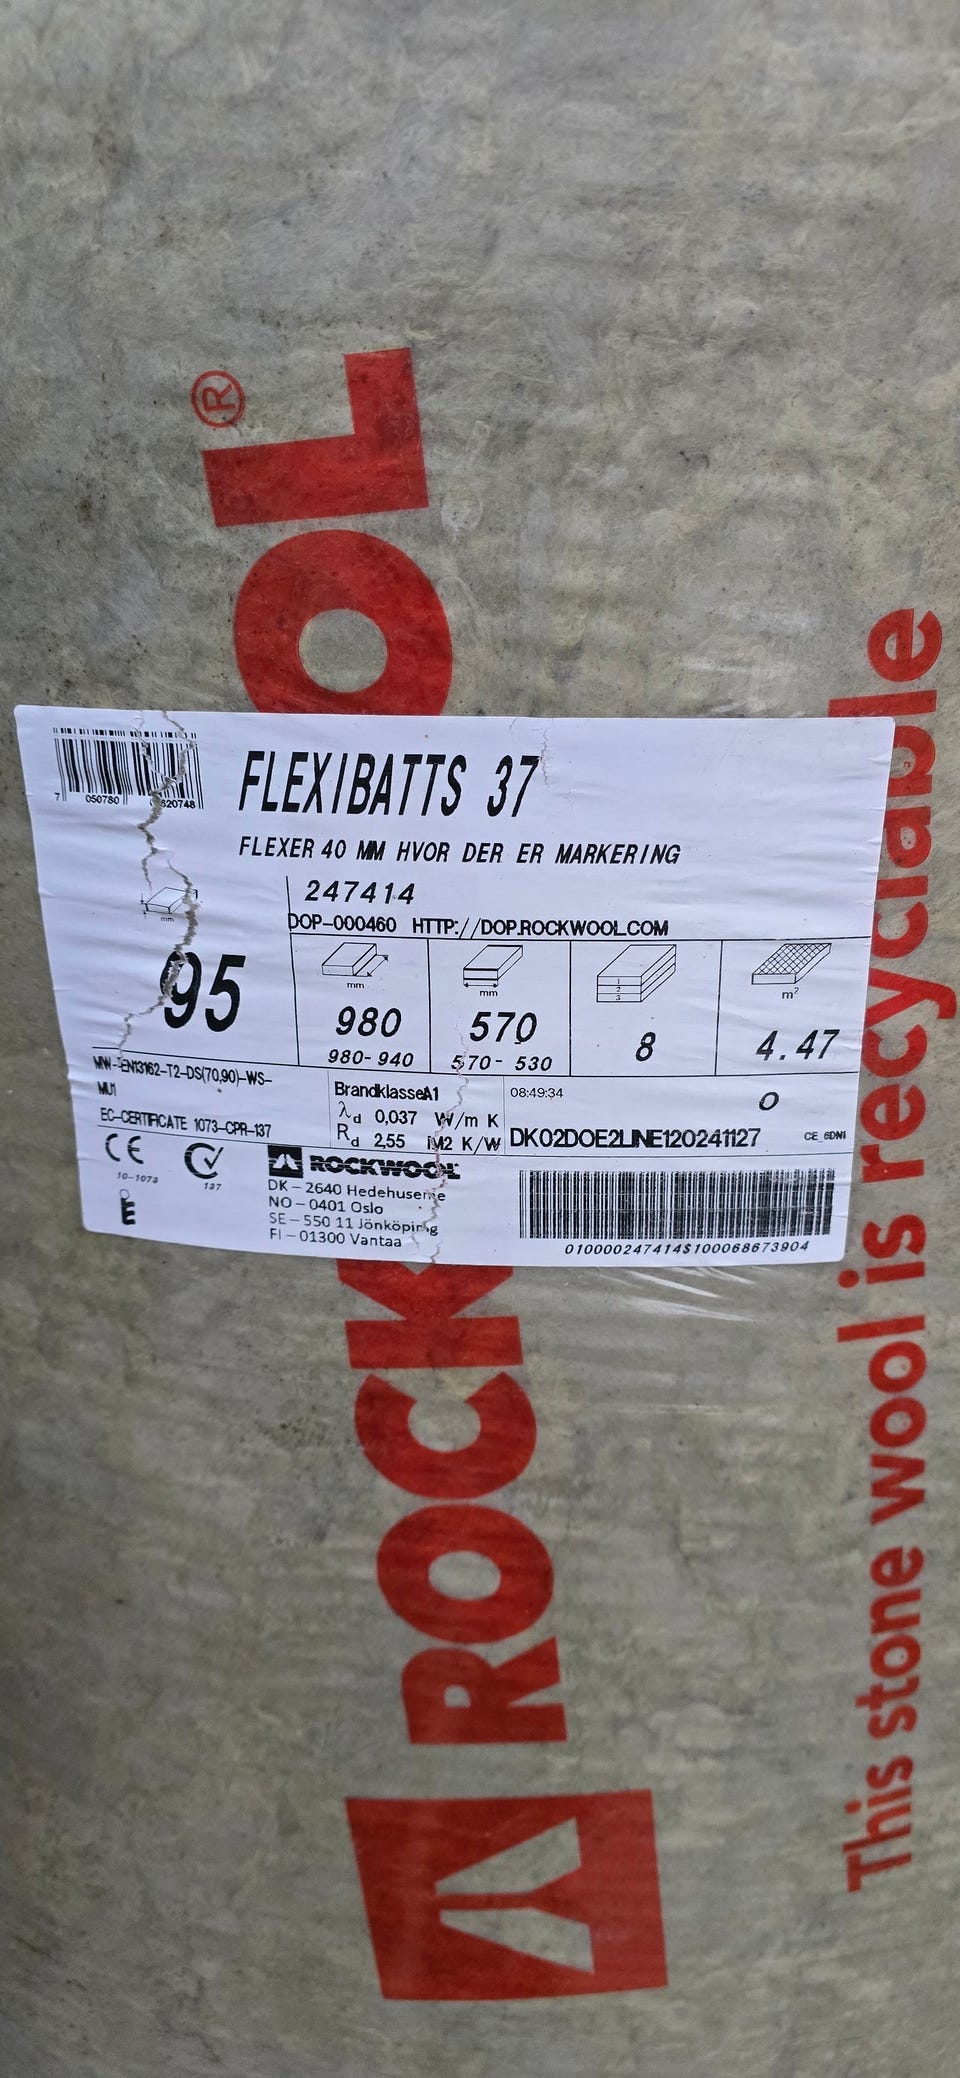 ROCKWOOL®
This stone wool is recyclable
FLEXIBATTS 37
FLEXER 40 MM HVOR DER ER MARKERING
7 050780
247414
DOP-000460 HTTP://DOP.ROCKWOOL.COM
mm
mm
mm
1
2
3
m²
95
980
570
8
4.47
980-940
570-530
MW-EN13162-T2-DS(70,90)-WS-
MU1
EC-CERTIFICATE 1073-CPR-137
BrandklasseA1
λd 0,037 W/m K
Rd 2,55 M2 K/W
08:49:34
0
DK02DOE2LINE120241127
CE
10-1073
137
E
ROCKWOOL
DK – 2640 Hedehusene
NO – 0401 Oslo
SE – 550 11 Jönköping
FI – 01300 Vantaa
010000247414S100068673904